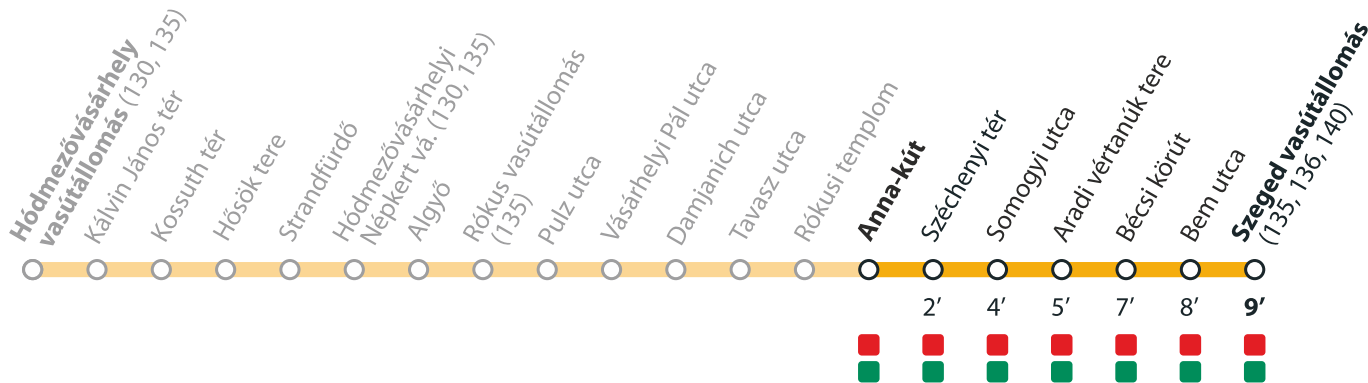 Hódmezővásárhely
vasútállomás (130, 135)
Kálvin János tér
Kossuth tér
Hősök tere
Strandfürdő
Hódmezővásárhelyi
Népkert vá. (130, 135)
Algyő
Rókus vasútállomás
(135)
Pulz utca
Vásárhelyi Pál utca
Damjanich utca
Tavasz utca
Rókusi templom
Anna-kút
Széchenyi tér
Somogyi utca
Aradi vértanúk tere
Bécsi körút
Bem utca
Szeged vasútállomás
(135, 136, 140)
2′ 4′ 5′ 7′ 8′ 9′